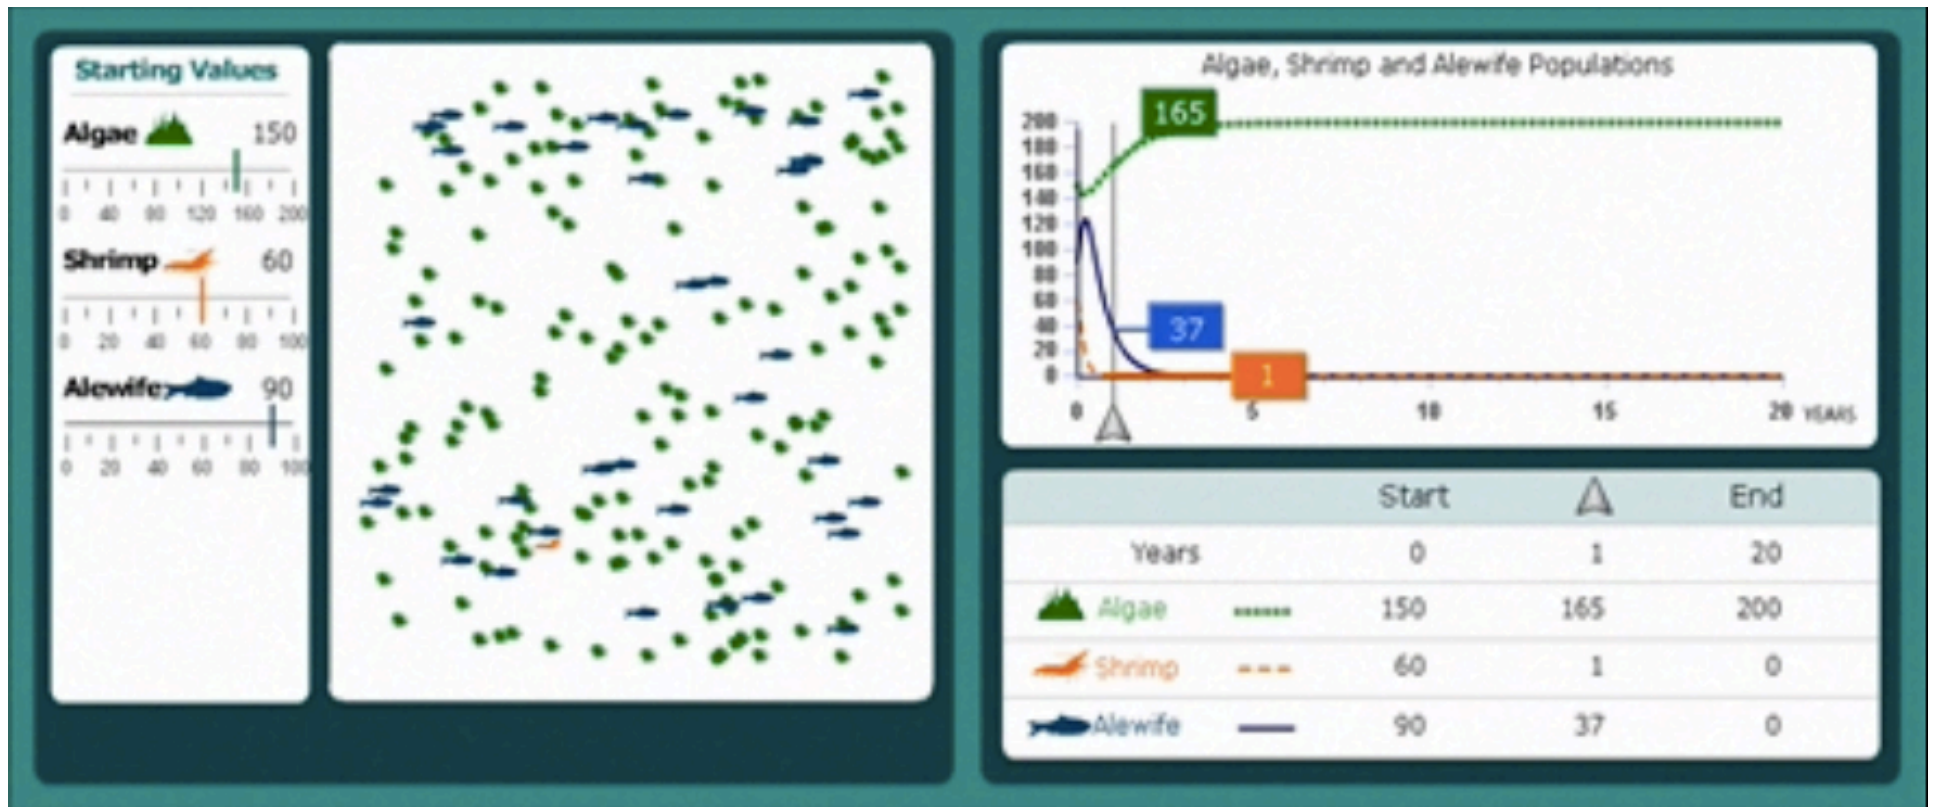 Starting Values
Algae 150
0 40 80 120 160 200
Shrimp 60
0 20 40 60 80 100
Alewife 90
0 20 40 60 80 100
Algae, Shrimp and Alewife Populations
200
180
160
140
120
100
80
60
40
20
0
165
37
1
0 5 10 15 20 YEARS
Start End
Years 0 1 20
Algae 150 165 200
Shrimp 60 1 0
Alewife 90 37 0